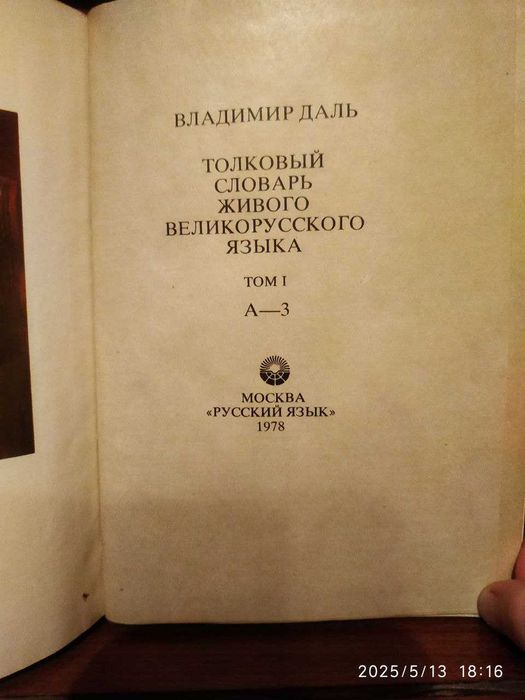 ВЛАДИМИР ДАЛЬ
ТОЛКОВЫЙ
СЛОВАРЬ
ЖИВОГО
ВЕЛИКОРУССКОГО
ЯЗЫКА
ТОМ I
А—З
МОСКВА
«РУССКИЙ ЯЗЫК»
1978
2025/5/13 18:16